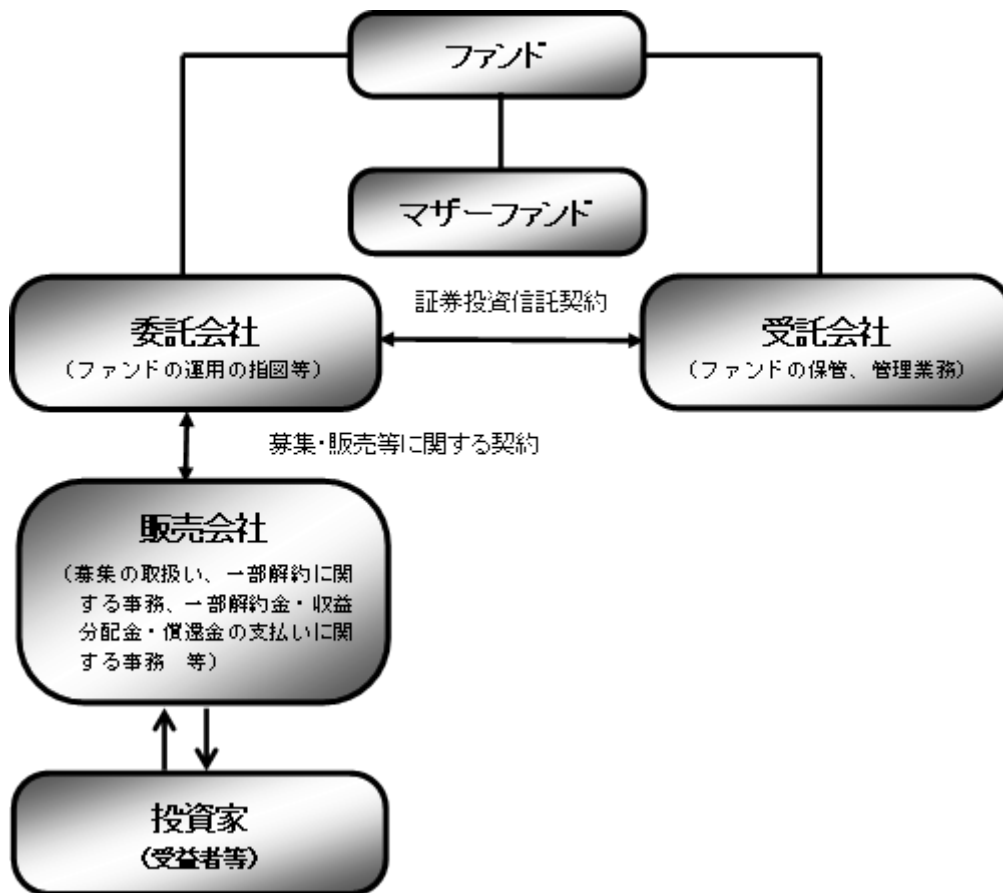 ファンド
マザーファンド
証券投資信託契約
委託会社
（ファンドの運用の指図等）
受託会社
（ファンドの保管、管理業務）
募集・販売等に関する契約
販売会社
（募集の取扱い、一部解約に関
する事務、一部解約金・収益
分配金・償還金の支払いに関
する事務　等）
投資家
（受益者等）